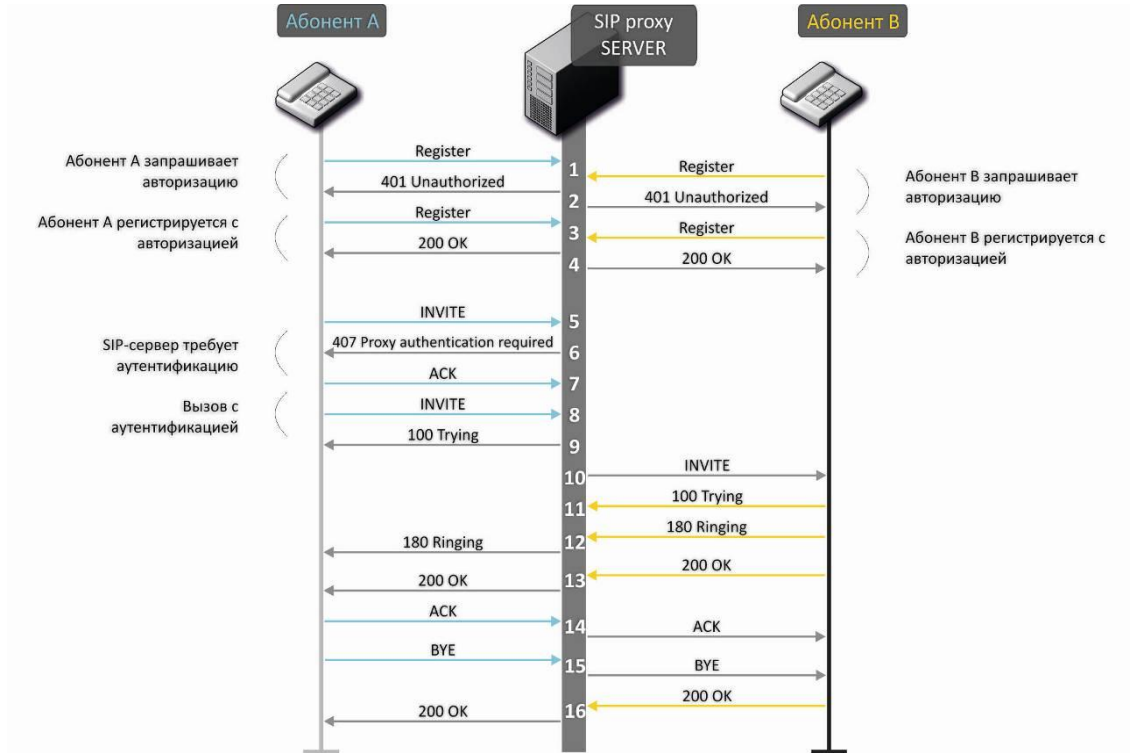 Абонент А
SIP proxy
SERVER
Абонент В
Абонент А запрашивает
авторизацию
Register
1
Register
Абонент В запрашивает
авторизацию
401 Unauthorized
2
401 Unauthorized
Абонент А регистрируется с
авторизацией
Register
3
Register
Абонент В регистрируется с
авторизацией
200 OK
4
200 OK
INVITE
5
SIP-сервер требует
аутентификацию
407 Proxy authentication required
6
ACK
7
Вызов с
аутентификацией
INVITE
8
100 Trying
9
INVITE
10
100 Trying
11
180 Ringing
12
180 Ringing
200 OK
13
200 OK
ACK
14
ACK
BYE
15
BYE
200 OK
16
200 OK